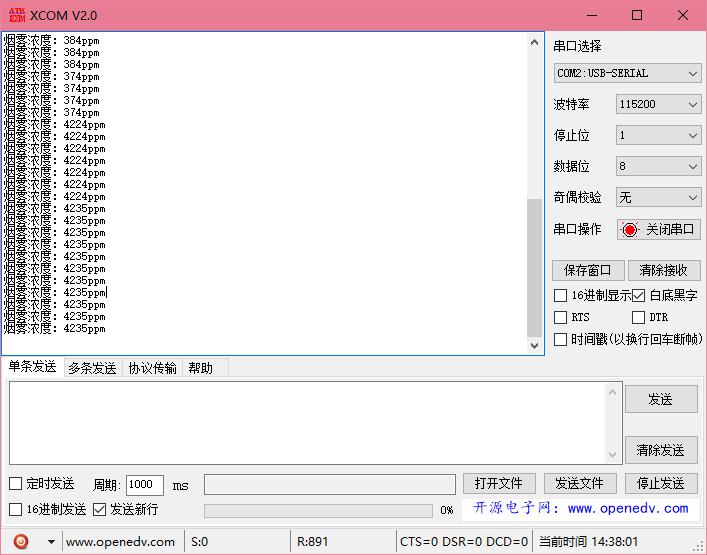 ATK XCOM XCOM V2.0
烟雾浓度: 384ppm
烟雾浓度: 384ppm
烟雾浓度: 384ppm
烟雾浓度: 374ppm
烟雾浓度: 374ppm
烟雾浓度: 374ppm
烟雾浓度: 374ppm
烟雾浓度: 4224ppm
烟雾浓度: 4224ppm
烟雾浓度: 4224ppm
烟雾浓度: 4224ppm
烟雾浓度: 4224ppm
烟雾浓度: 4224ppm
烟雾浓度: 4224ppm
烟雾浓度: 4235ppm
烟雾浓度: 4235ppm
烟雾浓度: 4235ppm
烟雾浓度: 4235ppm
烟雾浓度: 4235ppm
烟雾浓度: 4235ppm
烟雾浓度: 4235ppm
烟雾浓度: 4235ppm
烟雾浓度: 4235ppm
烟雾浓度: 4235ppm
烟雾浓度: 4235ppm
串口选择
COM2:USB-SERIAL
波特率 115200
停止位 1
数据位 8
奇偶校验 无
串口操作 关闭串口
保存窗口 清除接收
16进制显示 白底黑字
RTS DTR
时间戳(以换行回车断帧)
单条发送 多条发送 协议传输 帮助
发送
清除发送
定时发送 周期: 1000 ms 打开文件 发送文件 停止发送
16进制发送 发送新行 0% 开源电子网: www.openedv.com
www.openedv.com S:0 R:891 CTS=0 DSR=0 DCD=0 当前时间 14:38:01